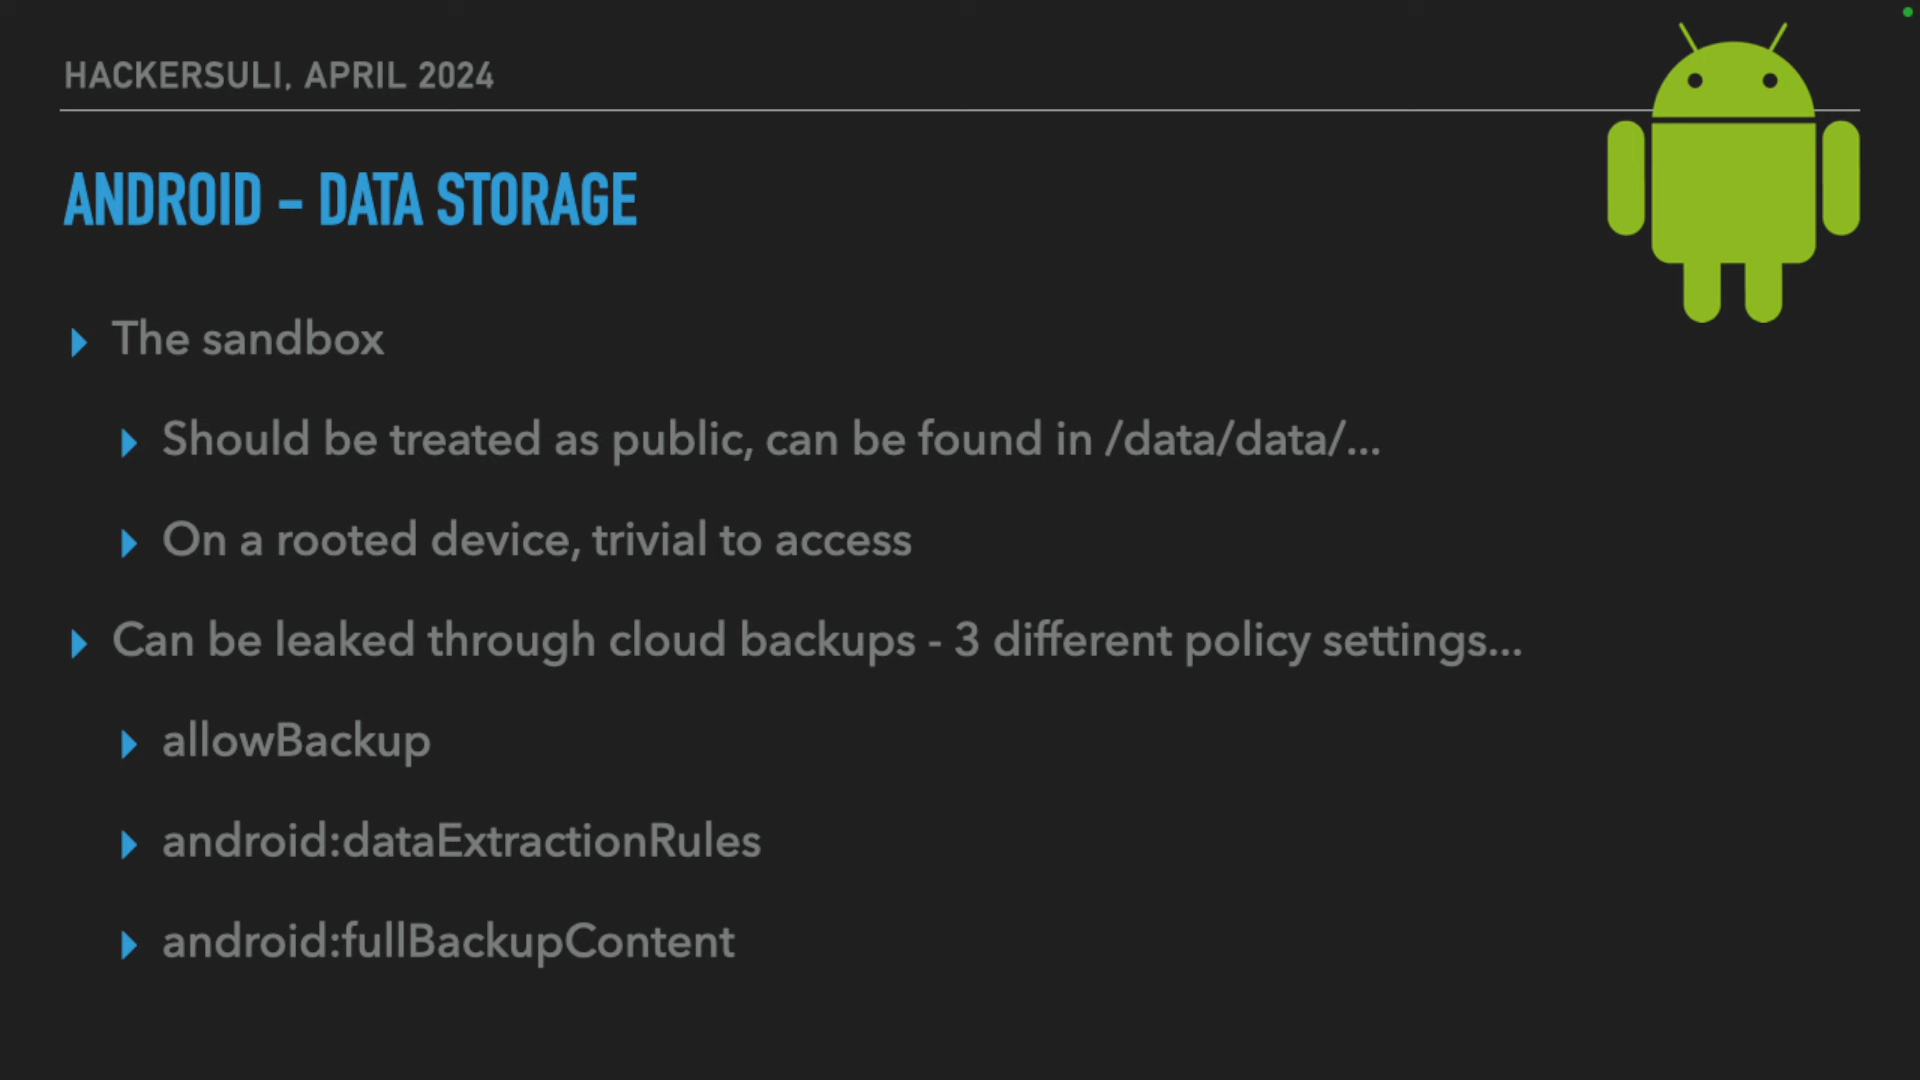 HACKERSULI, APRIL 2024
ANDROID - DATA STORAGE
The sandbox
Should be treated as public, can be found in /data/data/...
On a rooted device, trivial to access
Can be leaked through cloud backups - 3 different policy settings...
allowBackup
android:dataExtractionRules
android:fullBackupContent